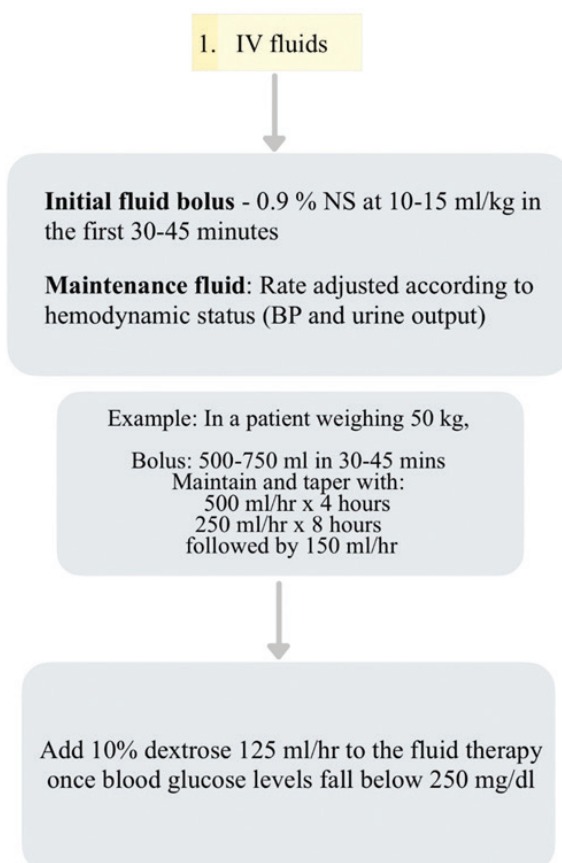 1. IV fluids
Initial fluid bolus - 0.9 % NS at 10-15 ml/kg in
the first 30-45 minutes
Maintenance fluid: Rate adjusted according to
hemodynamic status (BP and urine output)
Example: In a patient weighing 50 kg,
Bolus: 500-750 ml in 30-45 mins
Maintain and taper with:
500 ml/hr x 4 hours
250 ml/hr x 8 hours
followed by 150 ml/hr
Add 10% dextrose 125 ml/hr to the fluid therapy
once blood glucose levels fall below 250 mg/dl